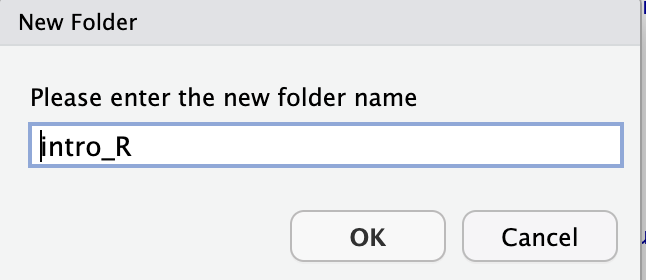 New Folder
Please enter the new folder name
intro_R
OK
Cancel